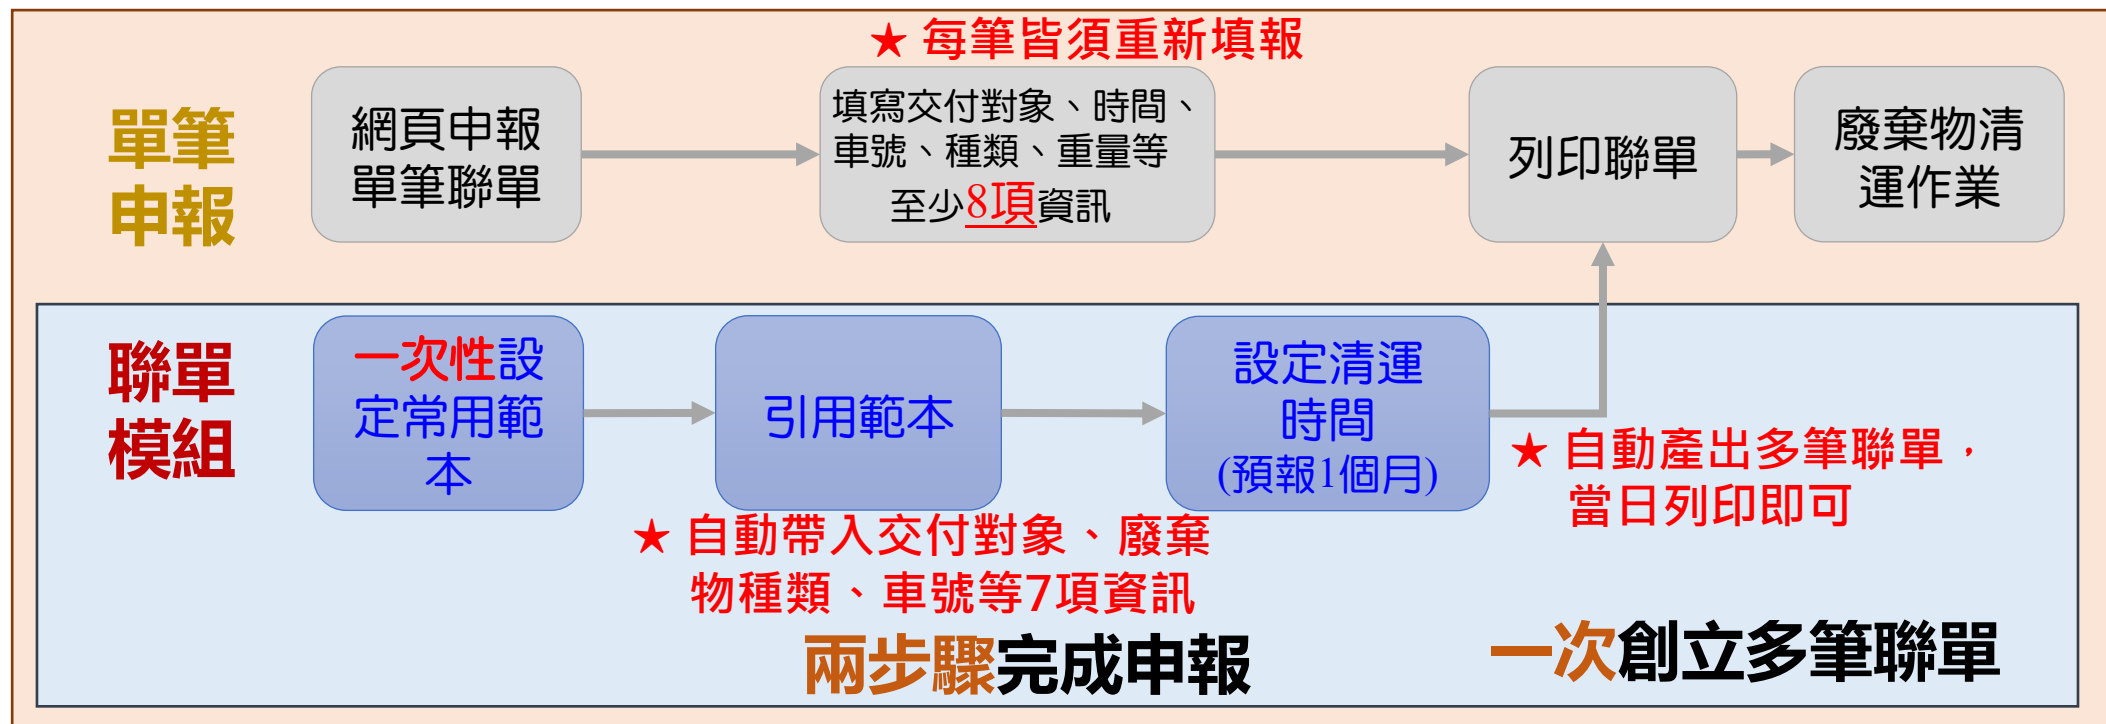 ★ 每筆皆須重新填報
單筆
申報
網頁申報
單筆聯單
填寫交付對象、時間、
車號、種類、重量等
至少8項資訊
列印聯單
廢棄物清
運作業
聯單
模組
一次性設
定常用範
本
引用範本
設定清運
時間
(預報1個月)
★ 自動產出多筆聯單，
當日列印即可
★ 自動帶入交付對象、廢棄
物種類、車號等7項資訊
兩步驟完成申報
一次創立多筆聯單